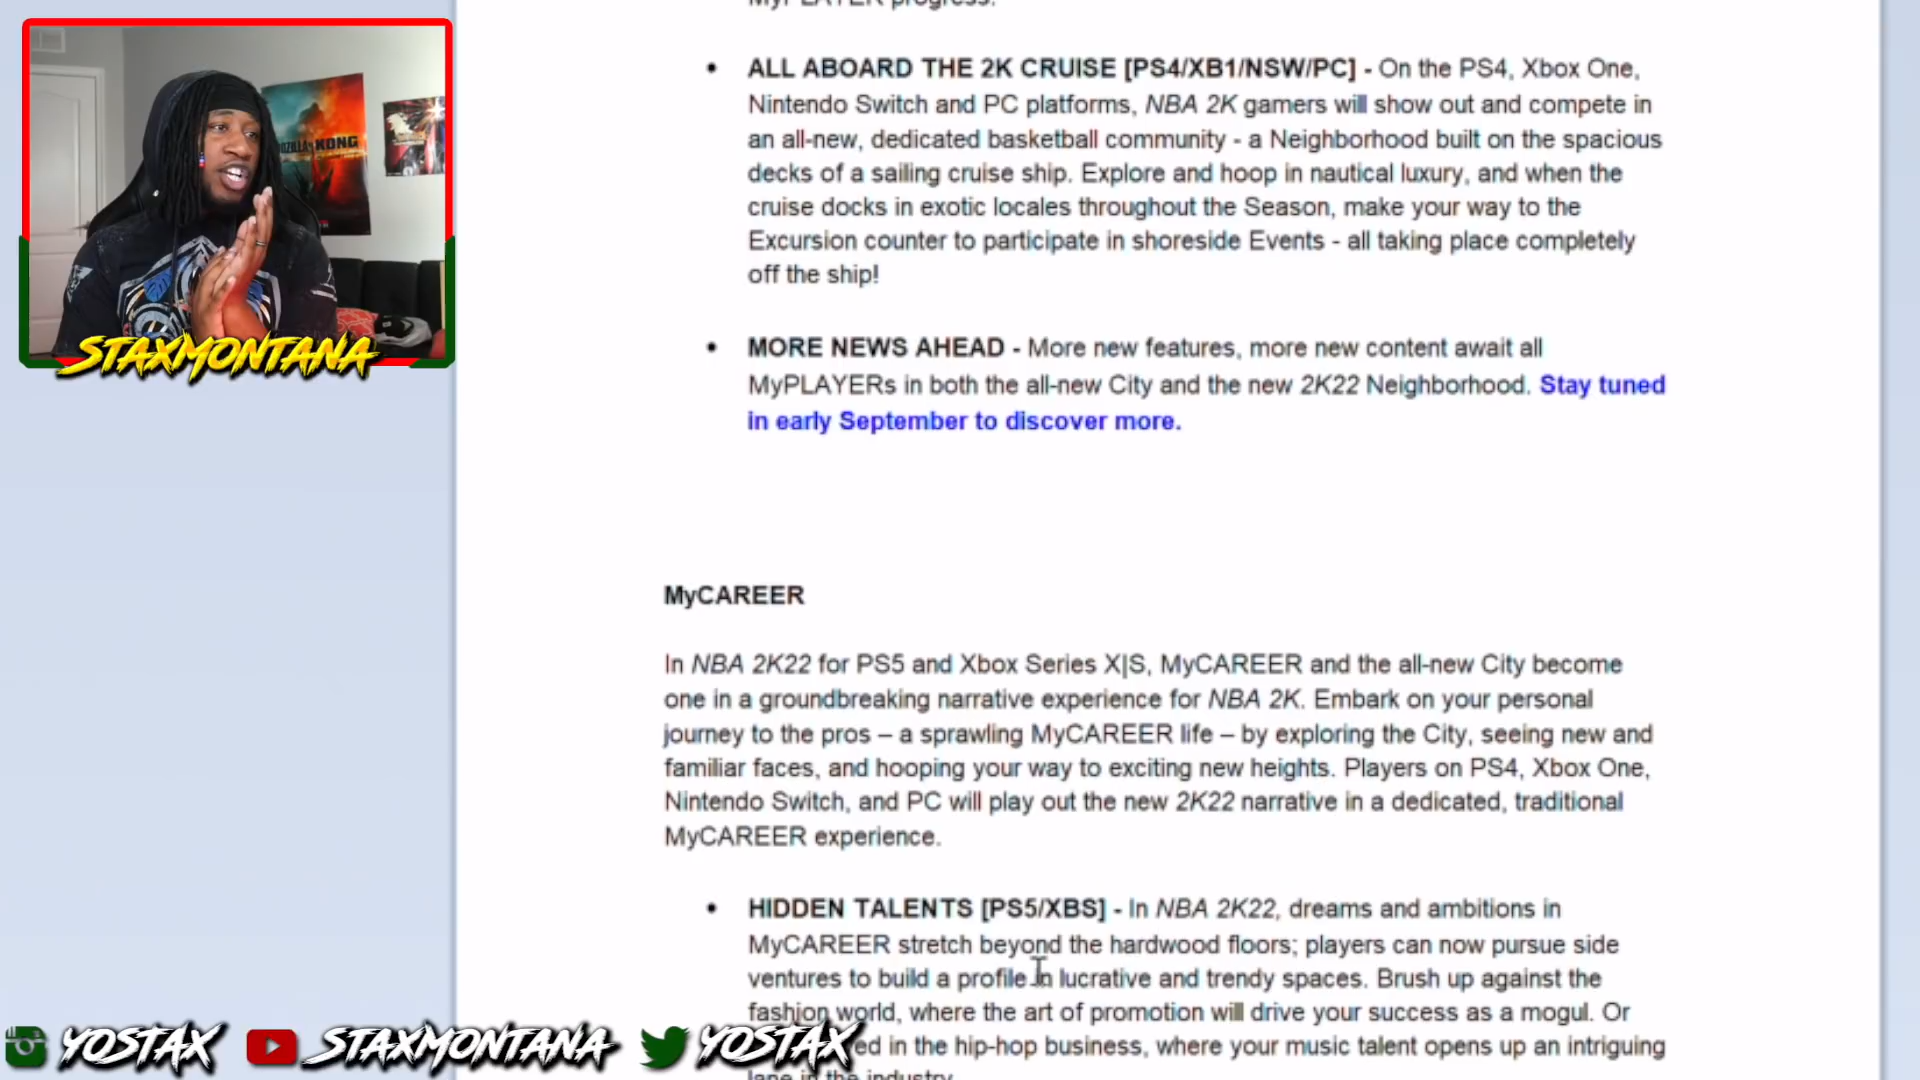 MyPLAYER progress.
• ALL ABOARD THE 2K CRUISE [PS4/XB1/NSW/PC] - On the PS4, Xbox One,
Nintendo Switch and PC platforms, NBA 2K gamers will show out and compete in
an all-new, dedicated basketball community - a Neighborhood built on the spacious
decks of a sailing cruise ship. Explore and hoop in nautical luxury, and when the
cruise docks in exotic locales throughout the Season, make your way to the
Excursion counter to participate in shoreside Events - all taking place completely
off the ship!
• MORE NEWS AHEAD - More new features, more new content await all
MyPLAYERs in both the all-new City and the new 2K22 Neighborhood. Stay tuned
in early September to discover more.
MyCAREER
In NBA 2K22 for PS5 and Xbox Series X|S, MyCAREER and the all-new City become
one in a groundbreaking narrative experience for NBA 2K. Embark on your personal
journey to the pros – a sprawling MyCAREER life – by exploring the City, seeing new and
familiar faces, and hooping your way to exciting new heights. Players on PS4, Xbox One,
Nintendo Switch, and PC will play out the new 2K22 narrative in a dedicated, traditional
MyCAREER experience.
• HIDDEN TALENTS [PS5/XBS] - In NBA 2K22, dreams and ambitions in
MyCAREER stretch beyond the hardwood floors; players can now pursue side
ventures to build a profile in lucrative and trendy spaces. Brush up against the
fashion world, where the art of promotion will drive your success as a mogul. Or
ed in the hip-hop business, where your music talent opens up an intriguing
lane in the industry.
KONG
STAXMONTANA
YOSTAX
STAXMONTANA
YOSTAX